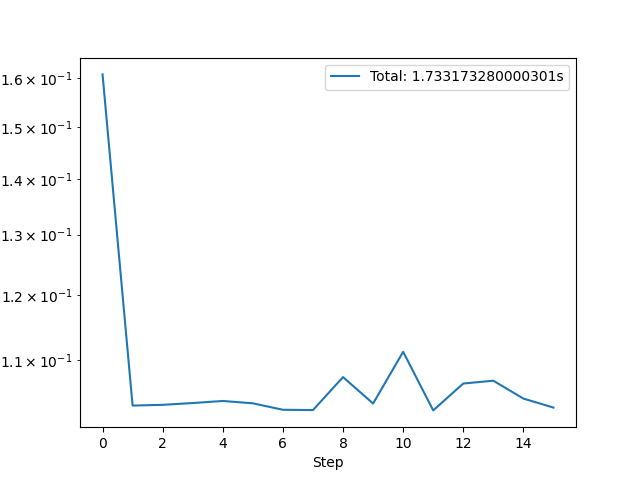 Total: 1.733173280000301s
1.6 × 10⁻¹
1.5 × 10⁻¹
1.4 × 10⁻¹
1.3 × 10⁻¹
1.2 × 10⁻¹
1.1 × 10⁻¹
0 2 4 6 8 10 12 14
Step